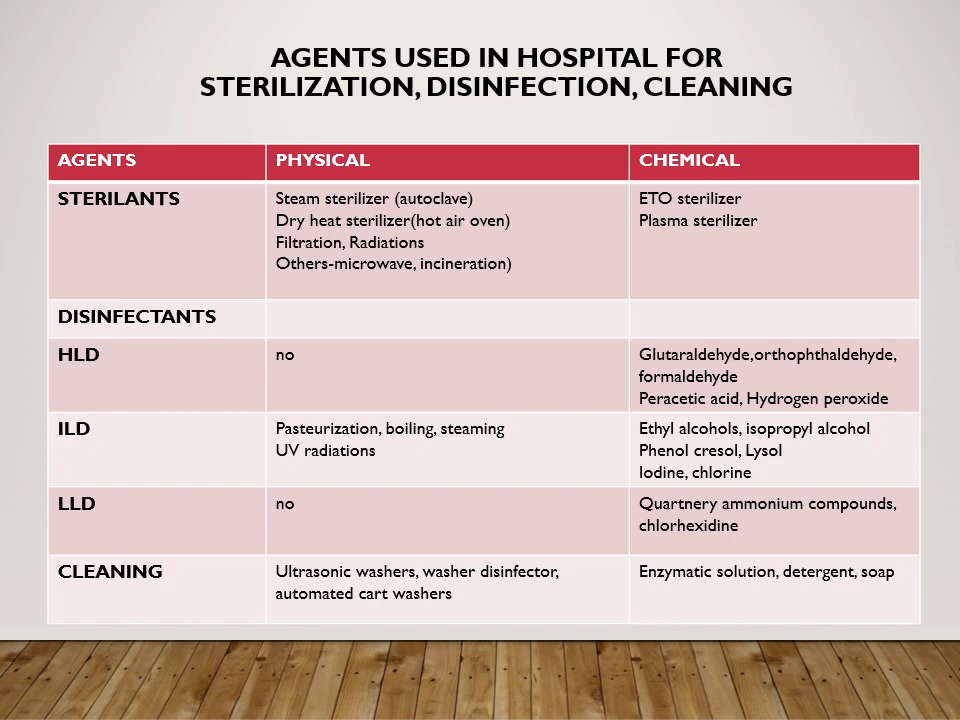 AGENTS USED IN HOSPITAL FOR
STERILIZATION, DISINFECTION, CLEANING
AGENTS PHYSICAL CHEMICAL
STERILANTS
Steam sterilizer (autoclave)
Dry heat sterilizer(hot air oven)
Filtration, Radiations
Others-microwave, incineration)
ETO sterilizer
Plasma sterilizer
DISINFECTANTS
HLD
no
Glutaraldehyde,orthophthaldehyde,
formaldehyde
Peracetic acid, Hydrogen peroxide
ILD
Pasteurization, boiling, steaming
UV radiations
Ethyl alcohols, isopropyl alcohol
Phenol cresol, Lysol
Iodine, chlorine
LLD
no
Quartnery ammonium compounds,
chlorhexidine
CLEANING
Ultrasonic washers, washer disinfector,
automated cart washers
Enzymatic solution, detergent, soap